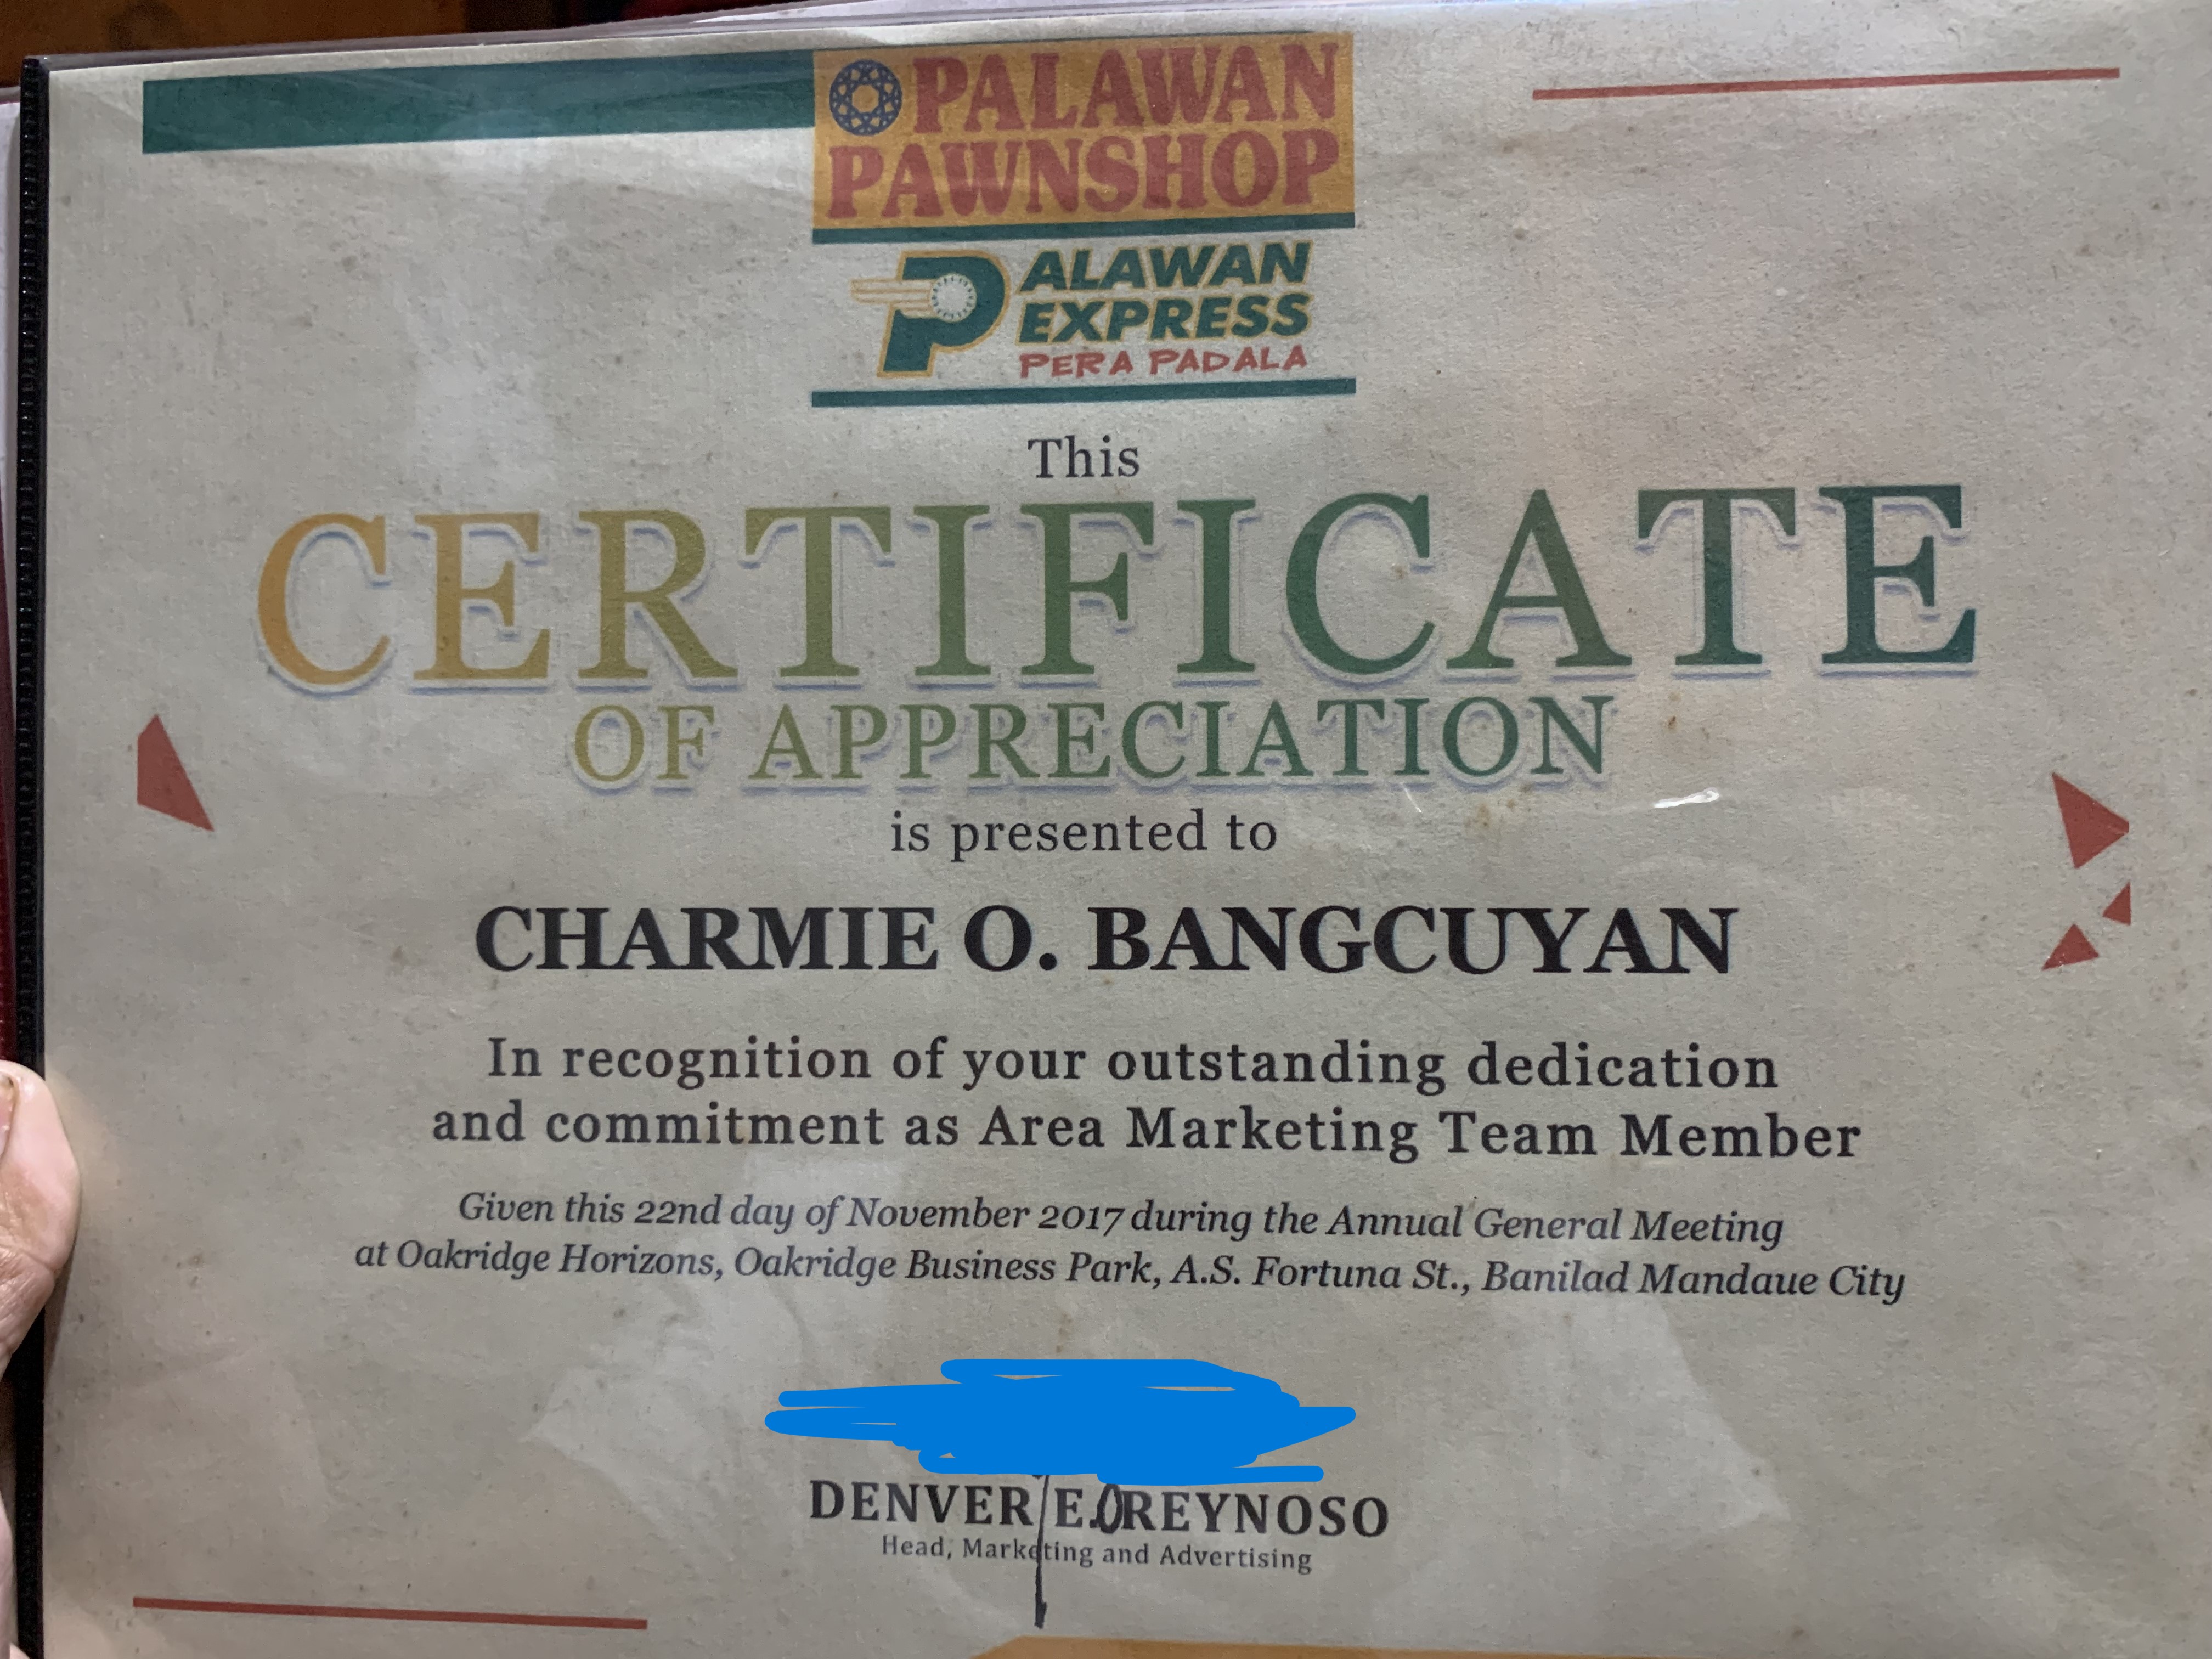 PALAWAN
PAWNSHOP
PALAWAN
EXPRESS
PERA PADALA
This
CERTIFICATE
OF APPRECIATION
is presented to
CHARMIE O. BANGCUYAN
In recognition of your outstanding dedication
and commitment as Area Marketing Team Member
Given this 22nd day of November 2017 during the Annual General Meeting
at Oakridge Horizons, Oakridge Business Park, A.S. Fortuna St., Banilad Mandaue City
DENVER E. REYNOSO
Head, Marketing and Advertising